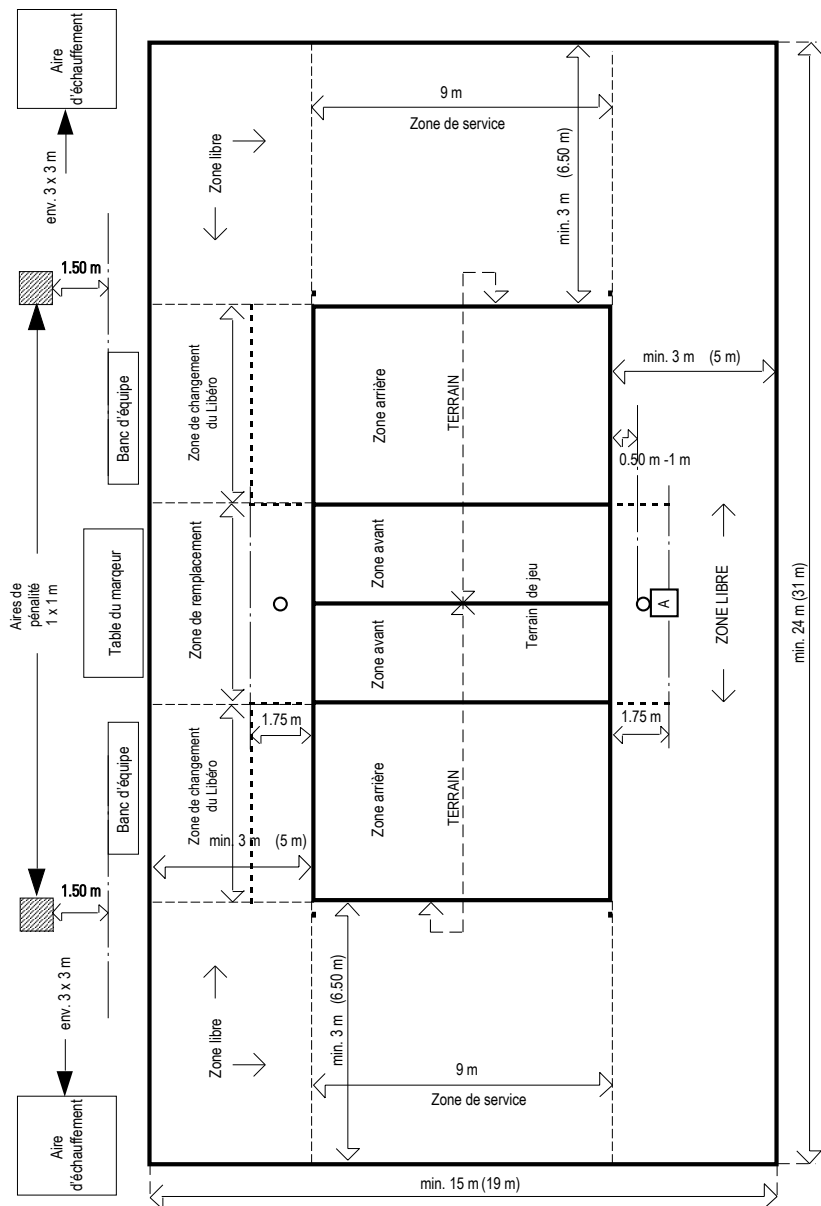 Aire
d'échauffement
env. 3 x 3 m
1.50 m
Zone libre
9 m
Zone de service
min. 3 m (6.50 m)
Banc d'équipe
Zone de changement
du Libéro
Zone arrière
TERRAIN
min. 3 m (5 m)
0.50 m -1 m
Aires de
pénalité
1 x 1 m
Table du marqeur
Zone de remplacement
Zone avant
Zone avant
Terrain de jeu
A
ZONE LIBRE
min. 24 m (31 m)
1.75 m
1.75 m
Banc d'équipe
Zone de changement
du Libéro
min. 3 m (5 m)
Zone arrière
TERRAIN
1.50 m
env. 3 x 3 m
Zone libre
min. 3 m (6.50 m)
9 m
Zone de service
Aire
d'échauffement
min. 15 m (19 m)